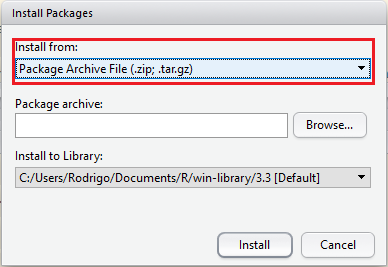 Install Packages
Install from:
Package Archive File (.zip; .tar.gz)
Package archive:
Browse...
Install to Library:
C:/Users/Rodrigo/Documents/R/win-library/3.3 [Default]
Install
Cancel